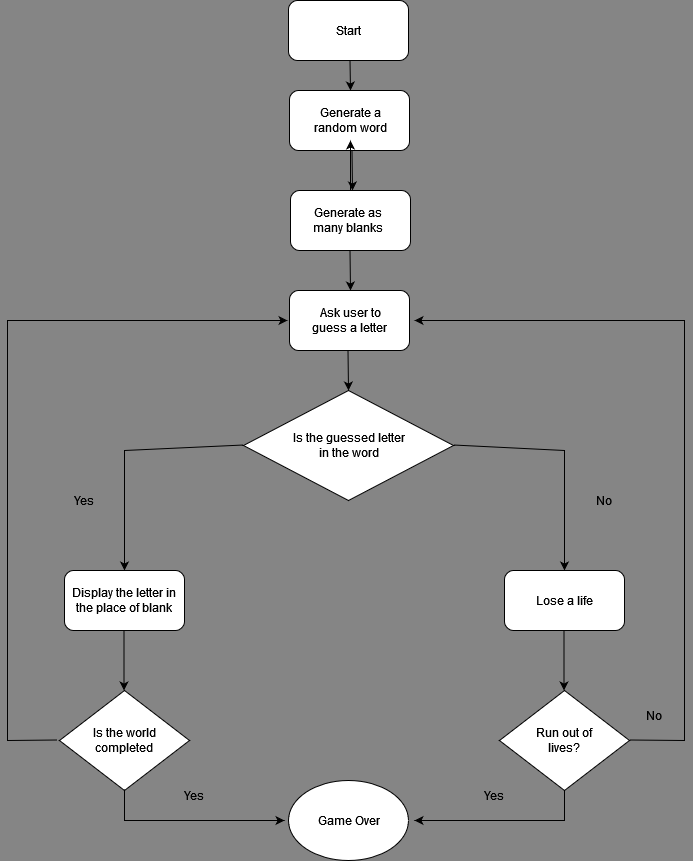 Start
Generate a
random word
Generate as
many blanks
Ask user to
guess a letter
Is the guessed letter
in the word
Yes
No
Display the letter in
the place of blank
Lose a life
Is the world
completed
Run out of
lives?
No
Yes
Yes
Game Over